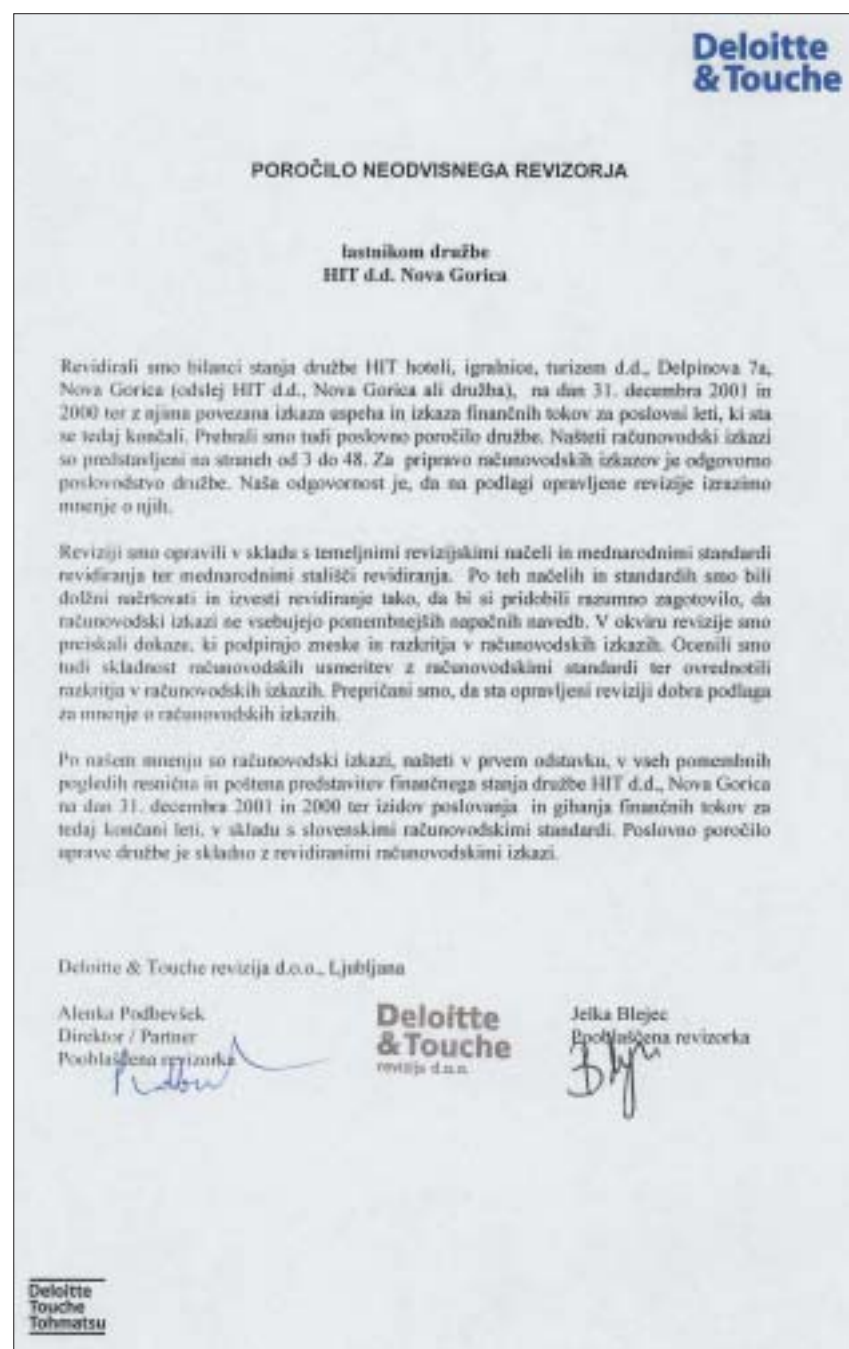 Deloitte
& Touche
POROČILO NEODVISNEGA REVIZORJA
lastnikom družbe
HIT d.d. Nova Gorica
Revidirali smo bilanci stanja družbe HIT hoteli, igralnice, turizem d.d., Delpinova 7a,
Nova Gorica (odslej HIT d.d., Nova Gorica ali družba), na dan 31. decembra 2001 in
2000 ter z njima povezana izkaza uspeha in izkaza finančnih tokov za poslovni leti, ki sta
se tedaj končali. Prebrali smo tudi poslovno poročilo družbe. Našteti računovodski izkazi
so predstavljeni na straneh od 3 do 48. Za pripravo računovodskih izkazov je odgovorno
poslovodstvo družbe. Naša odgovornost je, da na podlagi opravljene revizije izrazimo
mnenje o njih.
Reviziji smo opravili v skladu s temeljnimi revizijskimi načeli in mednarodnimi standardi
revidiranja ter mednarodnimi stališči revidiranja. Po teh načelih in standardih smo bili
dolžni načrtovati in izvesti revidiranje tako, da bi si pridobili razumno zagotovilo, da
računovodski izkazi ne vsebujejo pomembnejših napačnih navedb. V okviru revizije smo
preiskali dokaze, ki podpirajo zneske in razkritja v računovodskih izkazih. Ocenili smo
tudi skladnost računovodskih usmeritev z računovodskimi standardi ter ovrednotili
razkritja v računovodskih izkazih. Prepričani smo, da sta opravljeni reviziji dobra podlaga
za mnenje o računovodskih izkazih.
Po našem mnenju so računovodski izkazi, našteti v prvem odstavku, v vseh pomembnih
pogledih resnična in poštena predstavitev finančnega stanja družbe HIT d.d., Nova Gorica
na dan 31. decembra 2001 in 2000 ter izidov poslovanja in gibanja finančnih tokov za
tedaj končani leti, v skladu s slovenskimi računovodskimi standardi. Poslovno poročilo
uprave družbe je skladno z revidiranimi računovodskimi izkazi.
Deloitte & Touche revizija d.o.o., Ljubljana
Alenka Podbevšek
Direktor / Partner
Pooblaščena revizorka
Deloitte
& Touche
revizija d.o.o.
Jelka Blejec
Pooblaščena revizorka
Deloitte
Touche
Tohmatsu